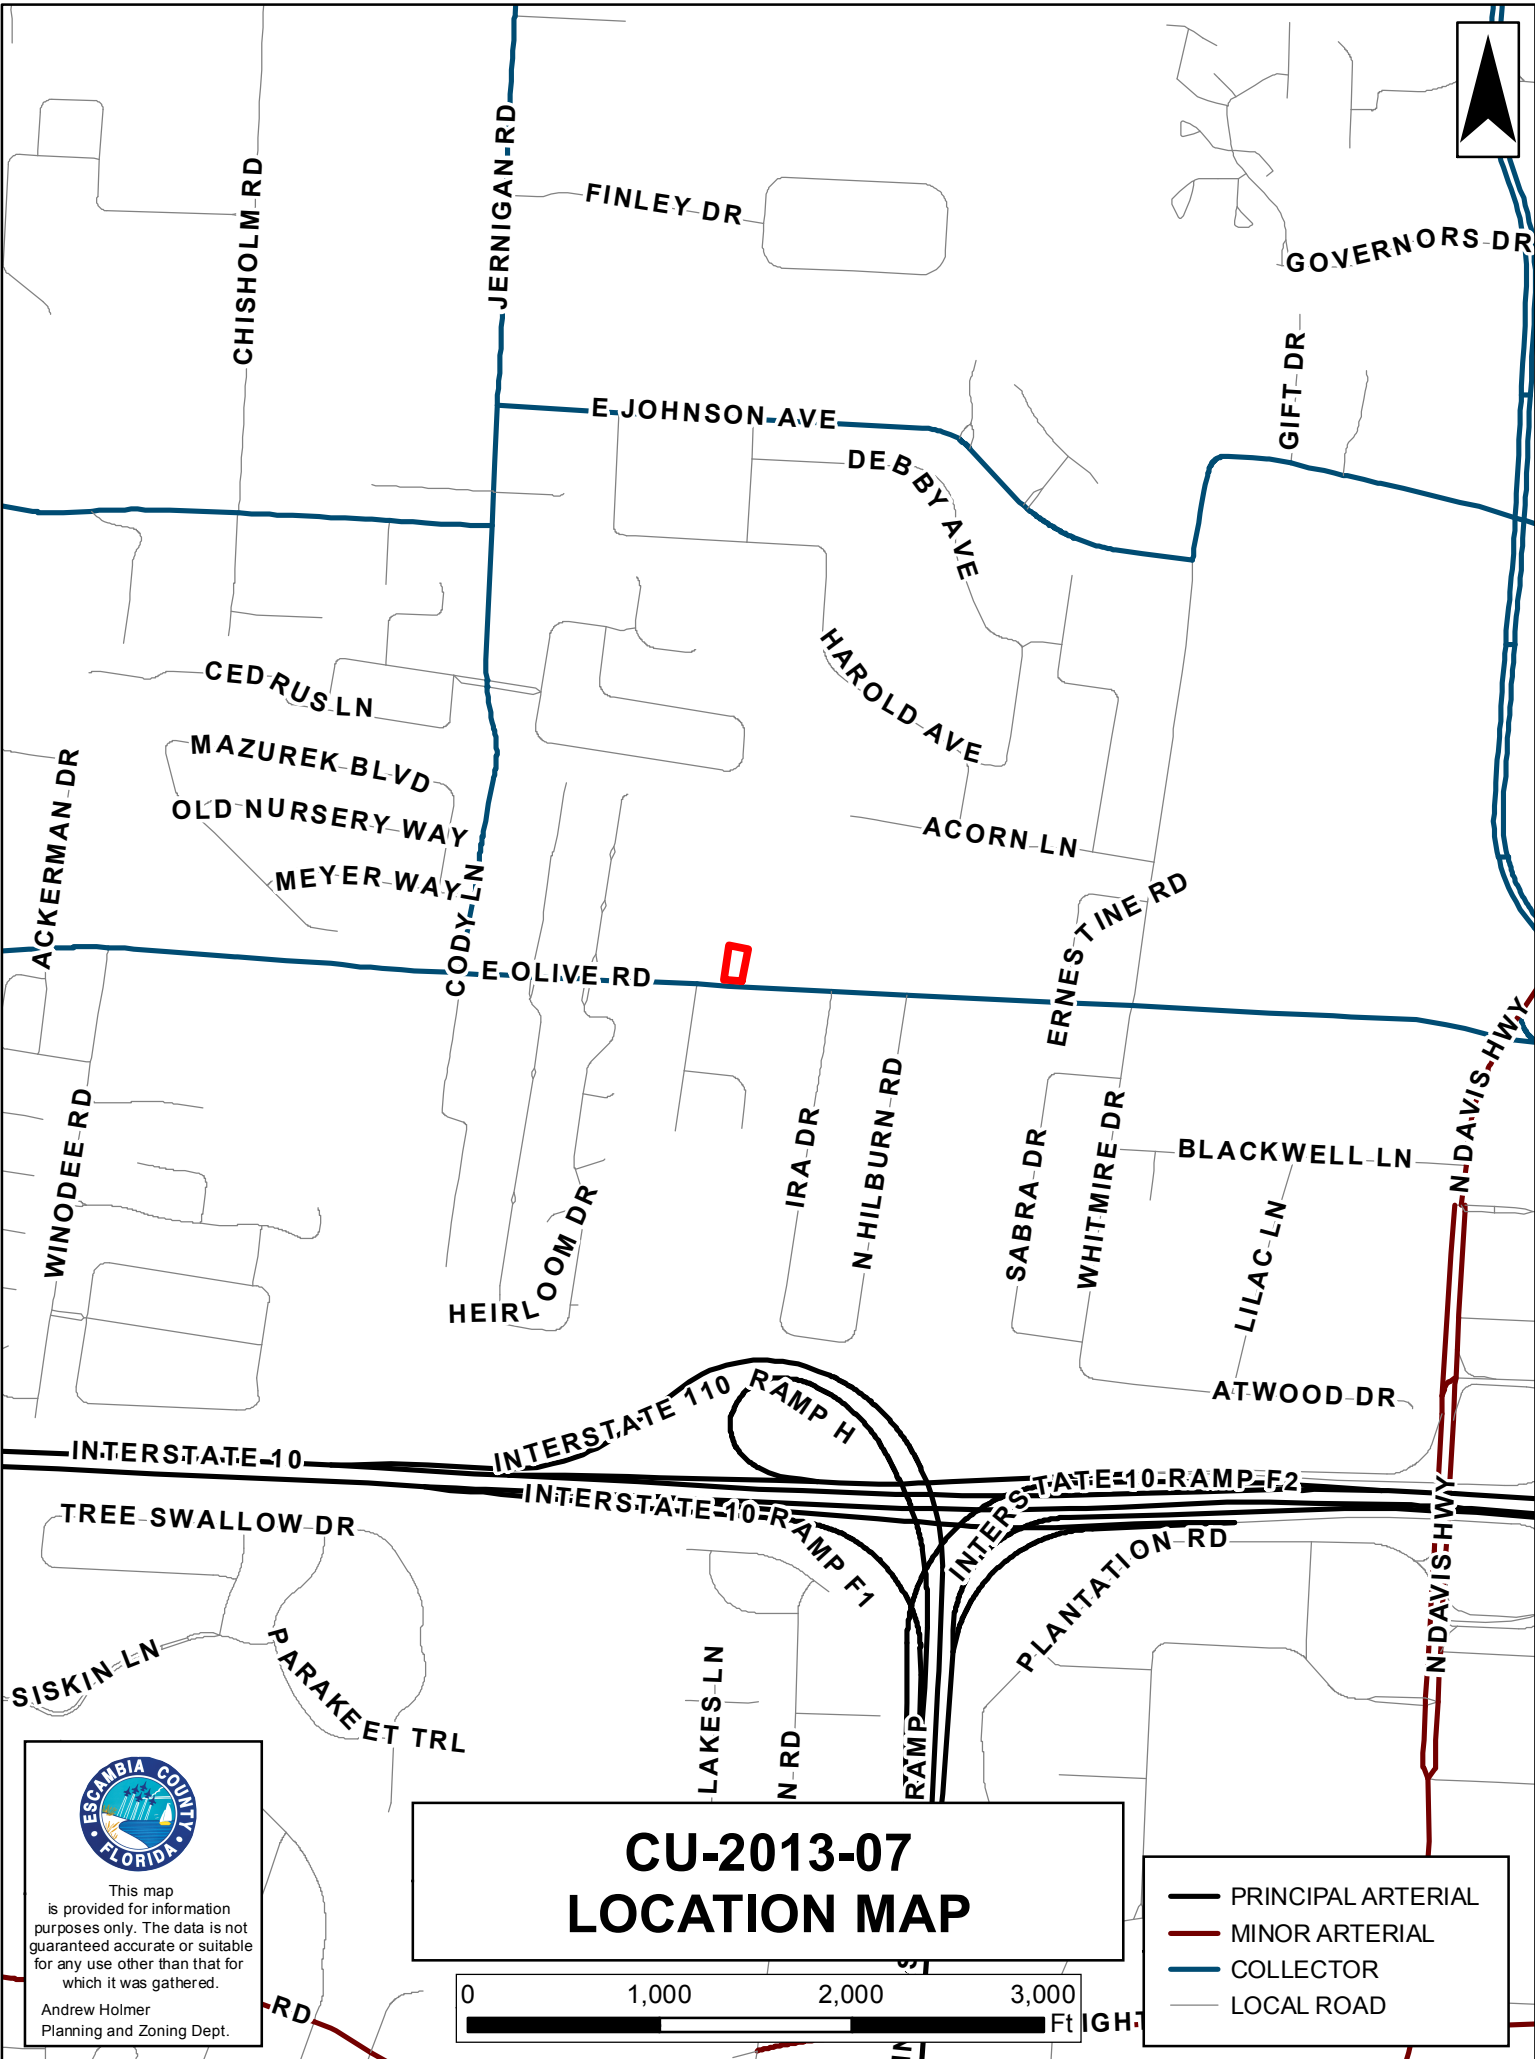 JERNIGAN RD
CHISHOLM RD
FINLEY DR
GOVERNORS DR
GIFT DR
E JOHNSON AVE
DEBBY AVE
HAROLD AVE
CEDRUS LN
MAZUREK BLVD
OLD NURSERY WAY
MEYER WAY
ACKERMAN DR
CODY LN
ACORN LN
ERNESTINE RD
E OLIVE RD
N DAVIS HWY
WINODEE RD
IRA DR
N HILBURN RD
SABRA DR
WHITMIRE DR
BLACKWELL LN
LILAC LN
HEIRLOOM DR
ATWOOD DR
INTERSTATE 110 RAMP H
INTERSTATE 10
INTERSTATE 10 RAMP F1
INTERSTATE 10 RAMP F2
TREE SWALLOW DR
PLANTATION RD
N DAVIS HWY
SISKIN LN
PARAKEET TRL
LAKES LN
N RD
RAMP
ESCAMBIA COUNTY
FLORIDA
This map
is provided for information
purposes only. The data is not
guaranteed accurate or suitable
for any use other than that for
which it was gathered.
Andrew Holmer
Planning and Zoning Dept.
RD
CU-2013-07
LOCATION MAP
0 1,000 2,000 3,000
Ft
IGHT
PRINCIPAL ARTERIAL
MINOR ARTERIAL
COLLECTOR
LOCAL ROAD